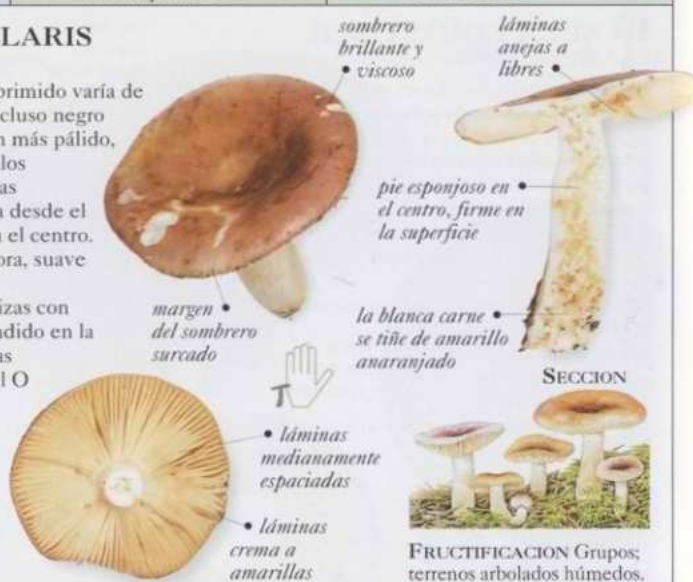 LARIS
primido varía de
cluso negro
n más pálido,
los
as
a desde el
n el centro.
ora, suave
ízas con
ndido en la
as
l O
sombrero
brillante y
viscoso
láminas
anejas a
libres
pie esponjoso en
el centro, firme en
la superficie
margen
del sombrero
surcado
la blanca carne
se tiñe de amarillo
anaranjado
SECCION
láminas
medianamente
espaciadas
láminas
crema a
amarillas
FRUCTIFICACION Grupos;
terrenos arbolados húmedos.